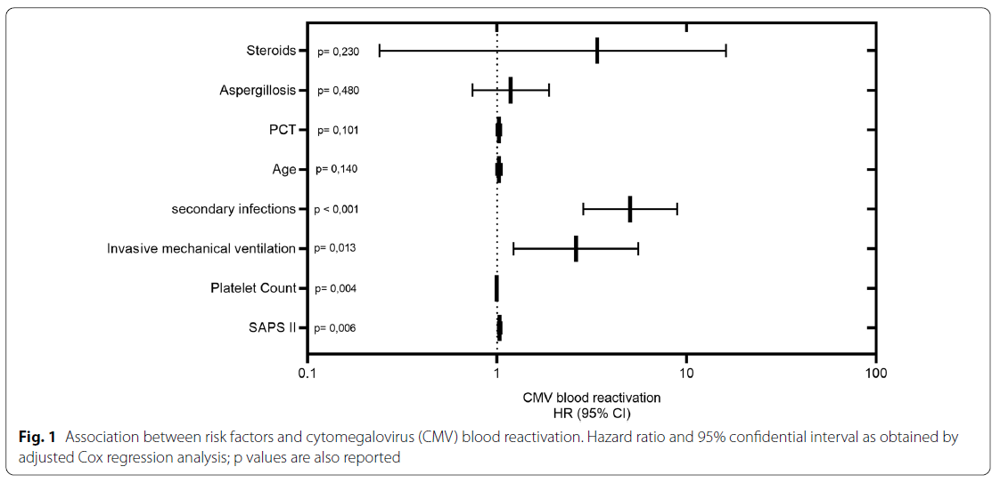 Steroids p= 0,230
Aspergillosis p= 0,480
PCT p= 0,101
Age p= 0,140
secondary infections p < 0,001
Invasive mechanical ventilation p= 0,013
Platelet Count p= 0,004
SAPS II p= 0,006
0.1 1 10 100
CMV blood reactivation
HR (95% CI)
Fig. 1 Association between risk factors and cytomegalovirus (CMV) blood reactivation. Hazard ratio and 95% confidential interval as obtained by
adjusted Cox regression analysis; p values are also reported